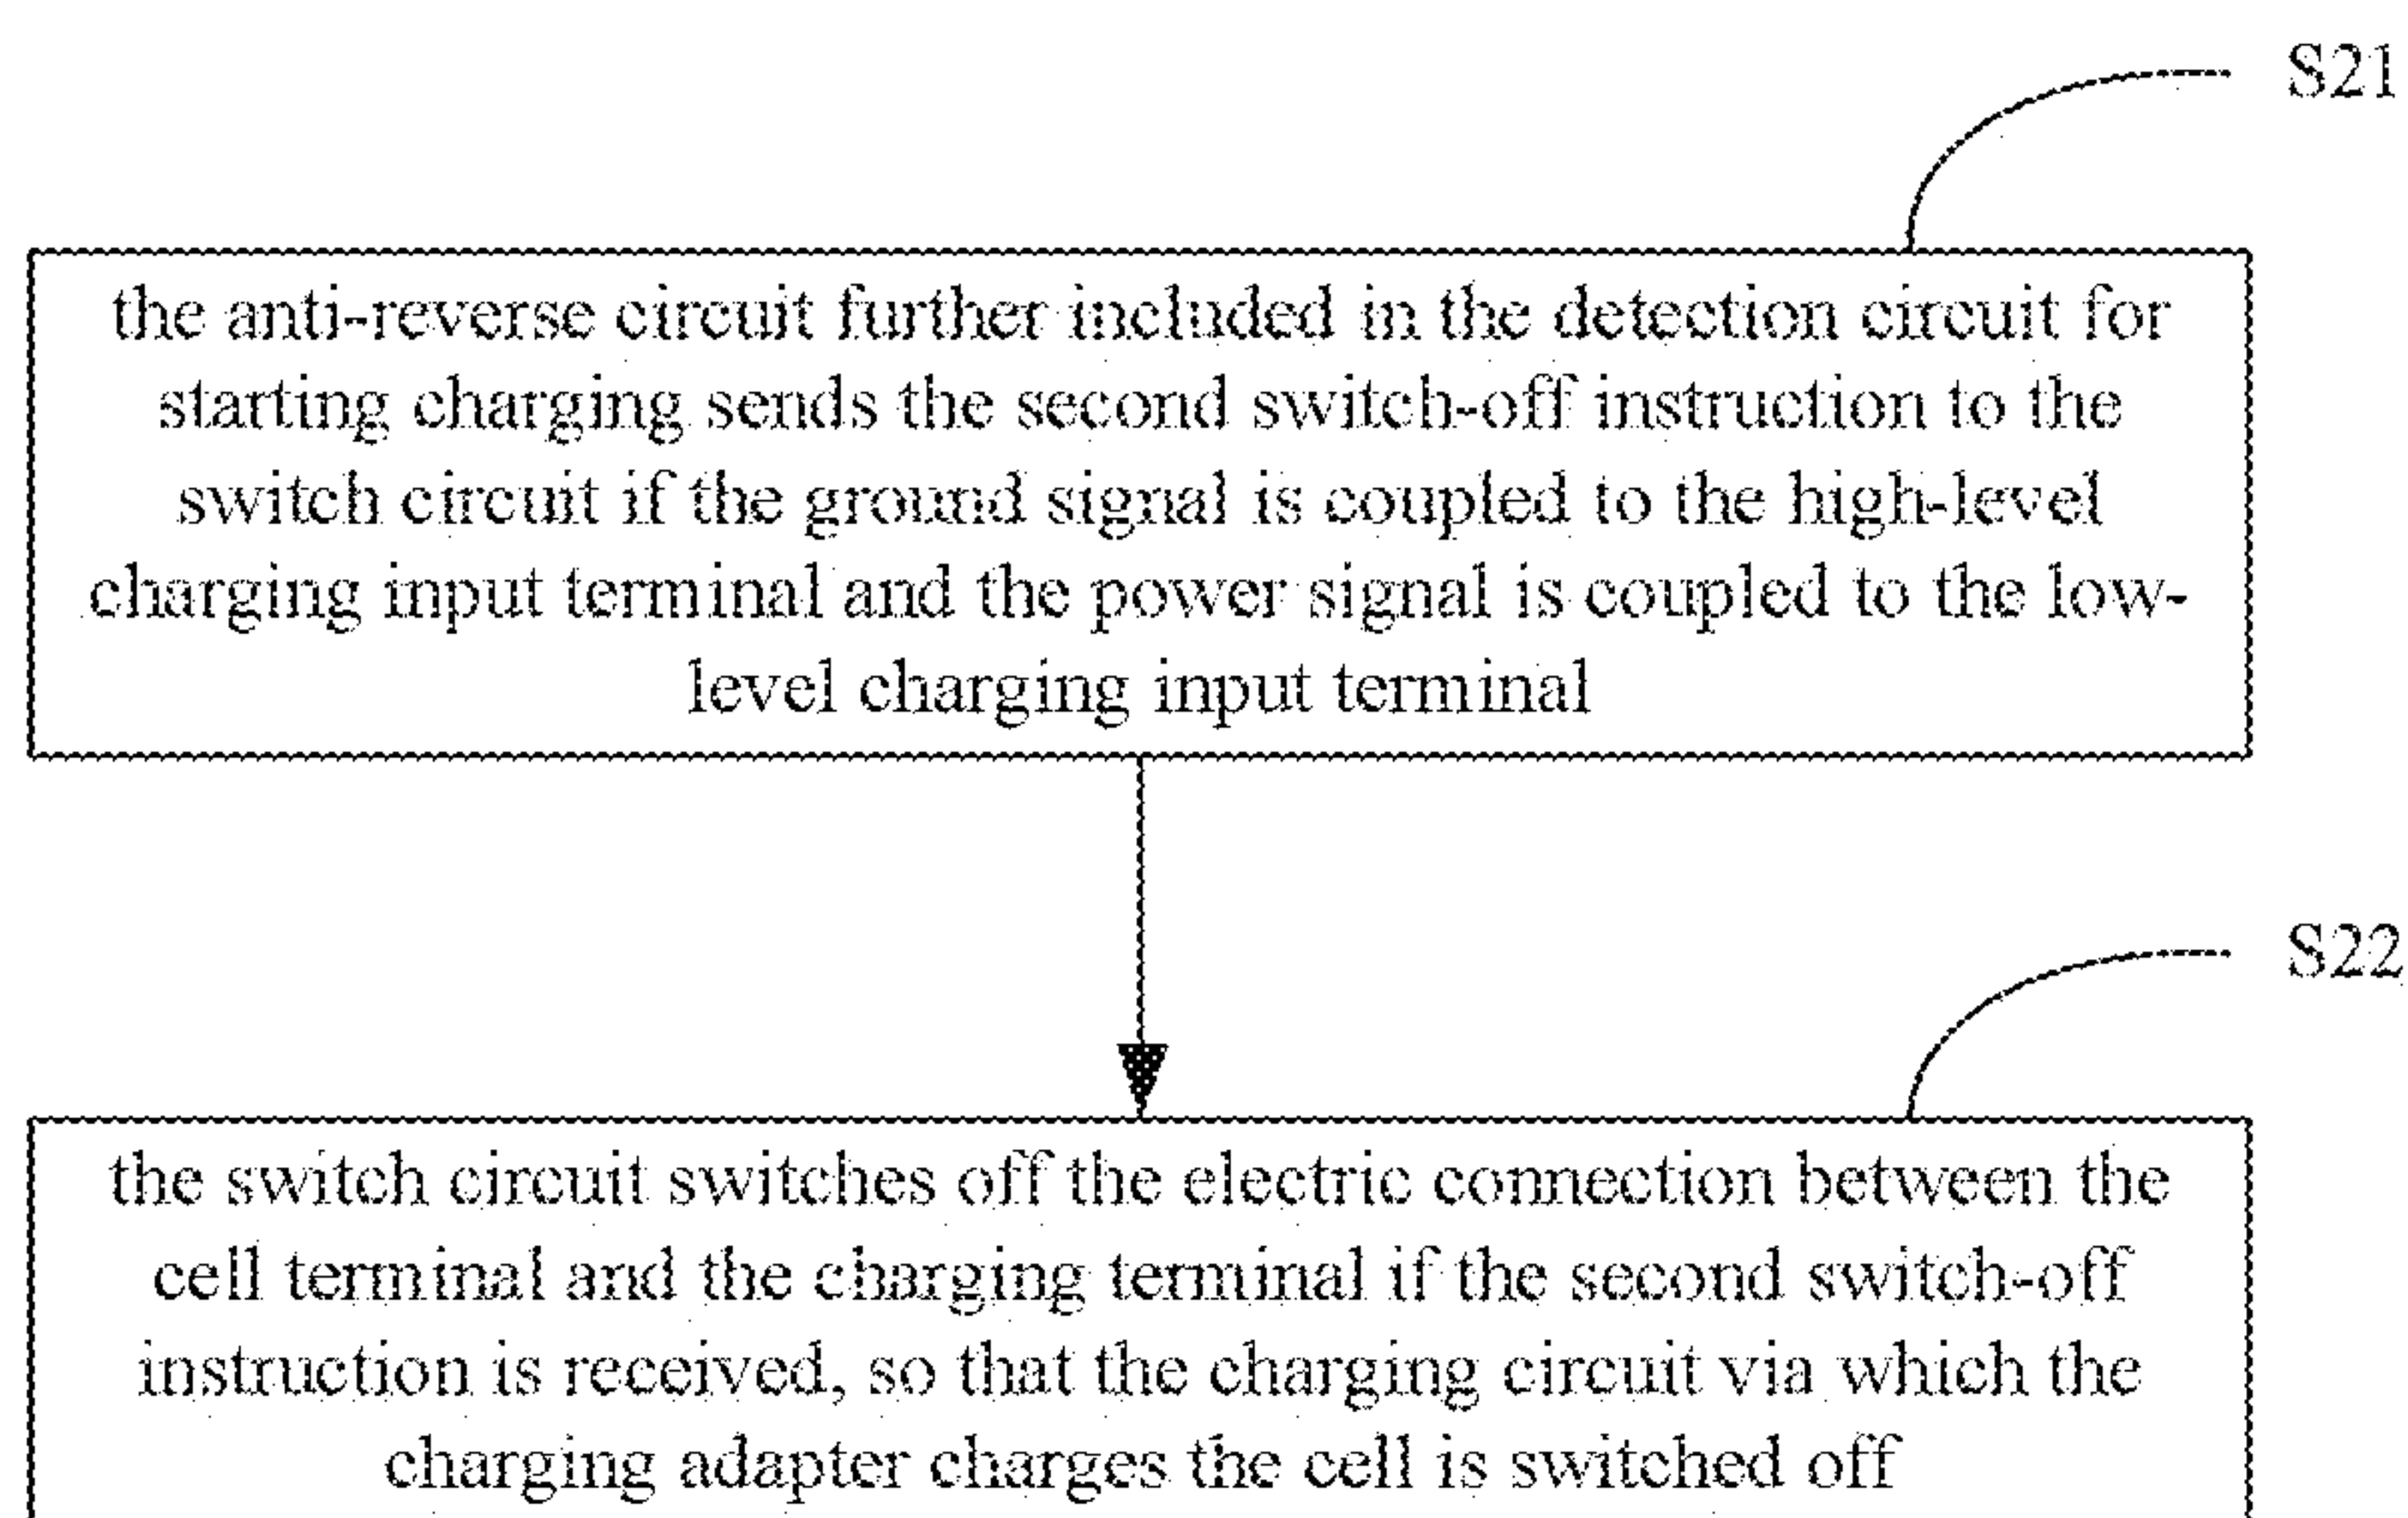 S21
the anti-reverse circuit further included in the detection circuit for
starting charging sends the second switch-off instruction to the
switch circuit if the ground signal is coupled to the high-level
charging input terminal and the power signal is coupled to the low-
level charging input terminal
S22
the switch circuit switches off the electric connection between the
cell terminal and the charging terminal if the second switch-off
instruction is received, so that the charging circuit via which the
charging adapter charges the cell is switched off